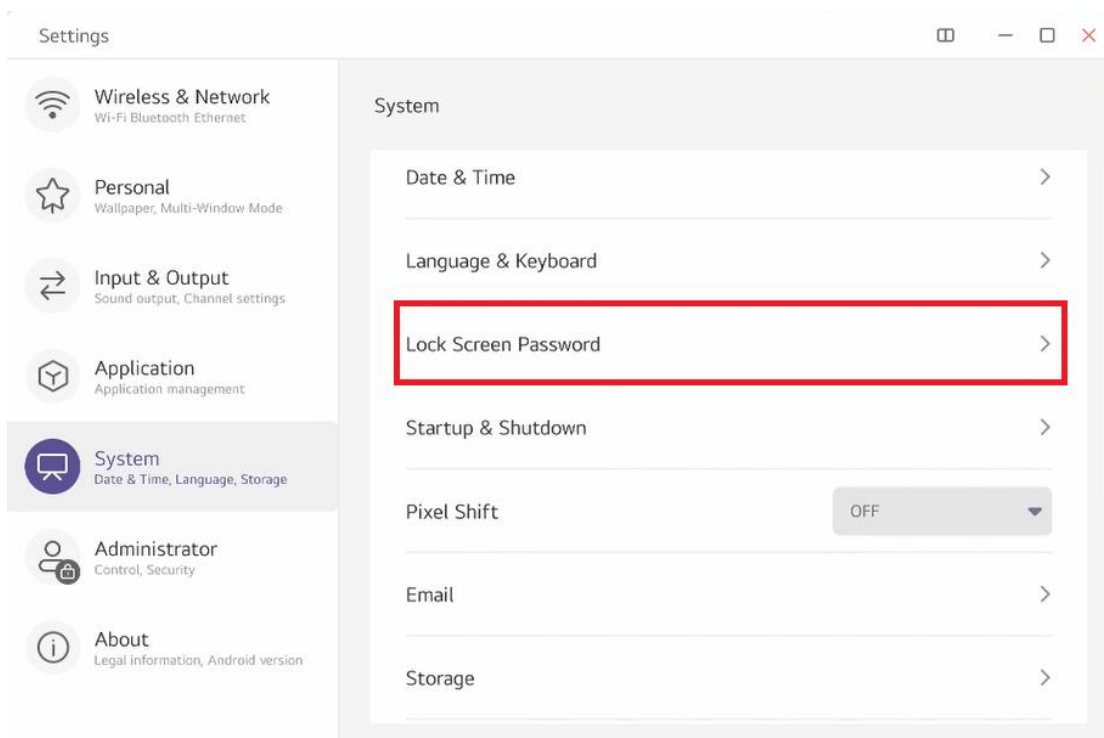 Settings
Wireless & Network
Wi-Fi Bluetooth Ethernet
Personal
Wallpaper, Multi-Window Mode
Input & Output
Sound output, Channel settings
Application
Application management
System
Date & Time, Language, Storage
Administrator
Control, Security
About
Legal information, Android version
System
Date & Time
Language & Keyboard
Lock Screen Password
Startup & Shutdown
Pixel Shift
OFF
Email
Storage